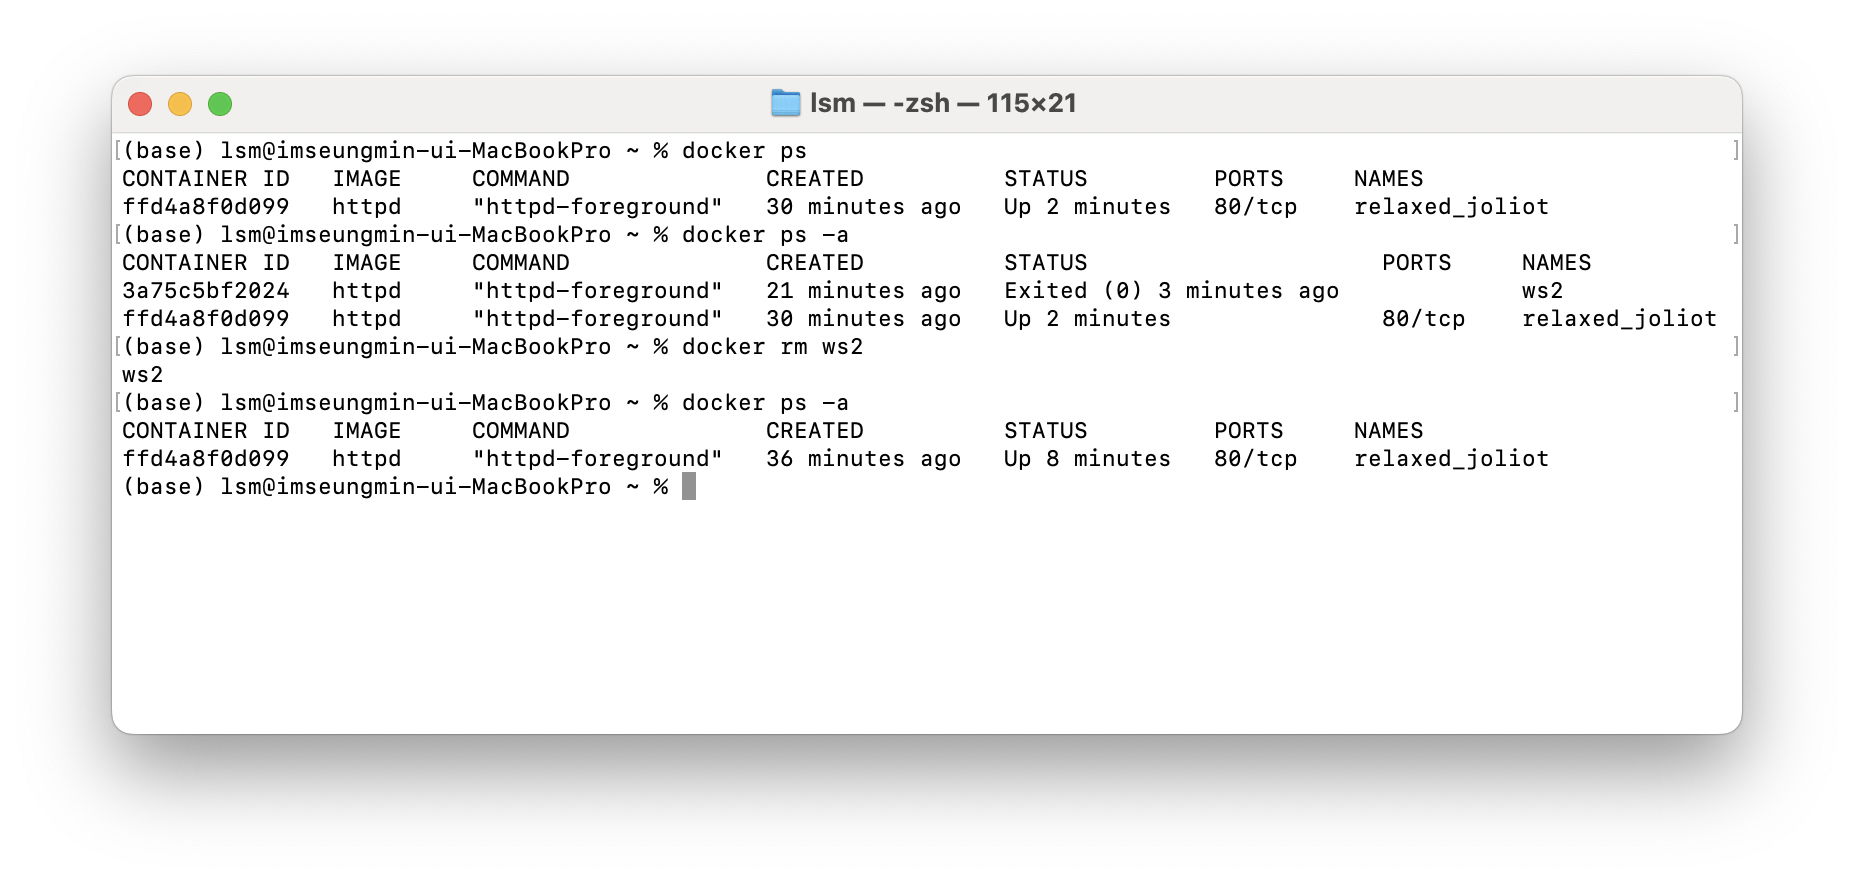 lsm — -zsh — 115×21
(base) lsm@imseungmin-ui-MacBookPro ~ % docker ps
CONTAINER ID   IMAGE     COMMAND              CREATED          STATUS         PORTS     NAMES
ffd4a8f0d099   httpd     "httpd-foreground"   30 minutes ago   Up 2 minutes   80/tcp    relaxed_joliot
(base) lsm@imseungmin-ui-MacBookPro ~ % docker ps -a
CONTAINER ID   IMAGE     COMMAND              CREATED          STATUS                     PORTS     NAMES
3a75c5bf2024   httpd     "httpd-foreground"   21 minutes ago   Exited (0) 3 minutes ago             ws2
ffd4a8f0d099   httpd     "httpd-foreground"   30 minutes ago   Up 2 minutes               80/tcp    relaxed_joliot
(base) lsm@imseungmin-ui-MacBookPro ~ % docker rm ws2
ws2
(base) lsm@imseungmin-ui-MacBookPro ~ % docker ps -a
CONTAINER ID   IMAGE     COMMAND              CREATED          STATUS         PORTS     NAMES
ffd4a8f0d099   httpd     "httpd-foreground"   36 minutes ago   Up 8 minutes   80/tcp    relaxed_joliot
(base) lsm@imseungmin-ui-MacBookPro ~ %